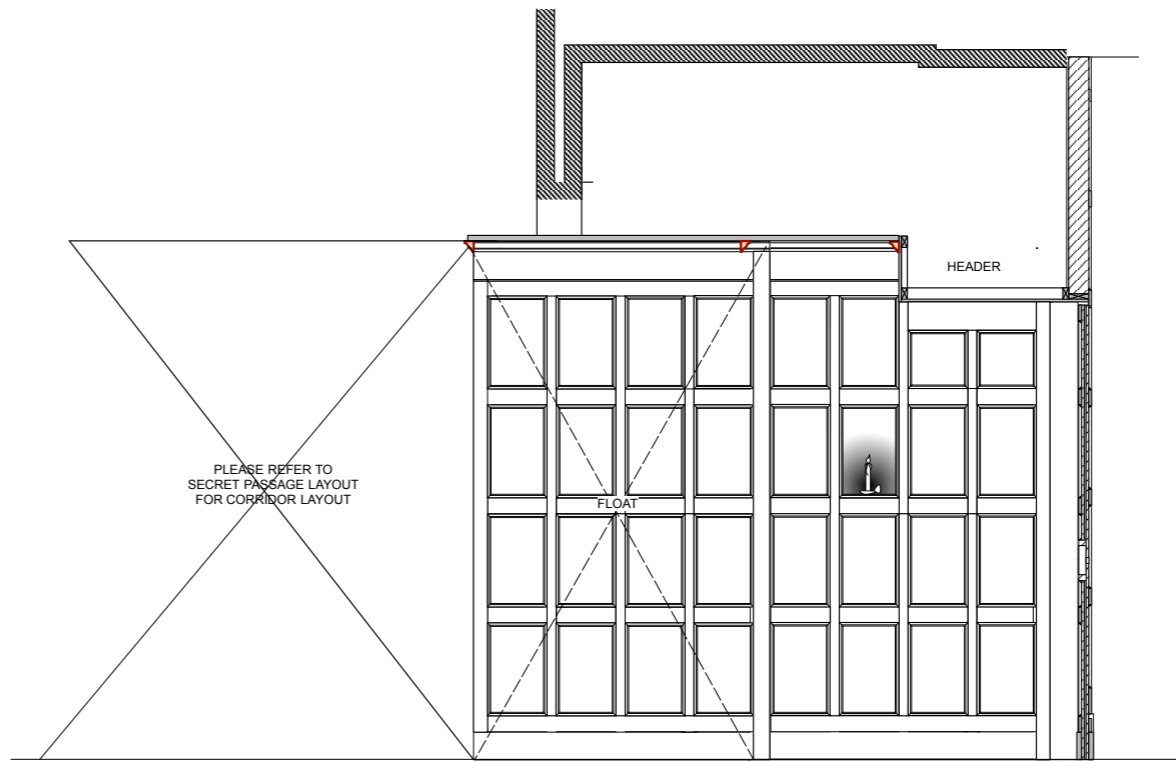 HEADER
PLEASE REFER TO
SECRET PASSAGE LAYOUT
FOR CORRIDOR LAYOUT
FLOAT